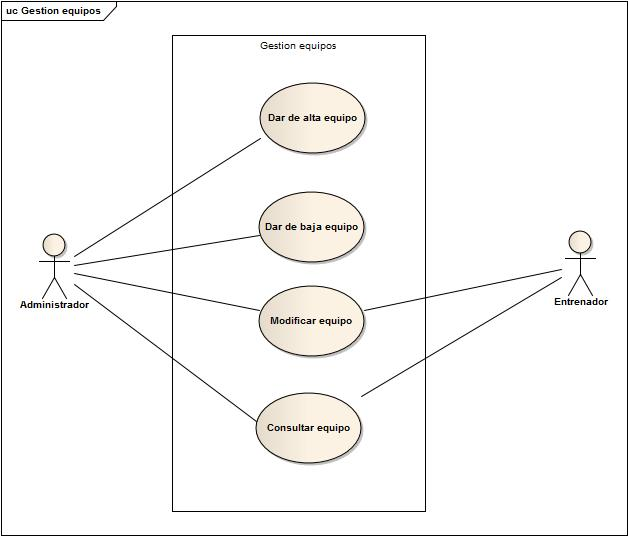 uc Gestion equipos
Gestion equipos
Dar de alta equipo
Dar de baja equipo
Administrador
Entrenador
Modificar equipo
Consultar equipo